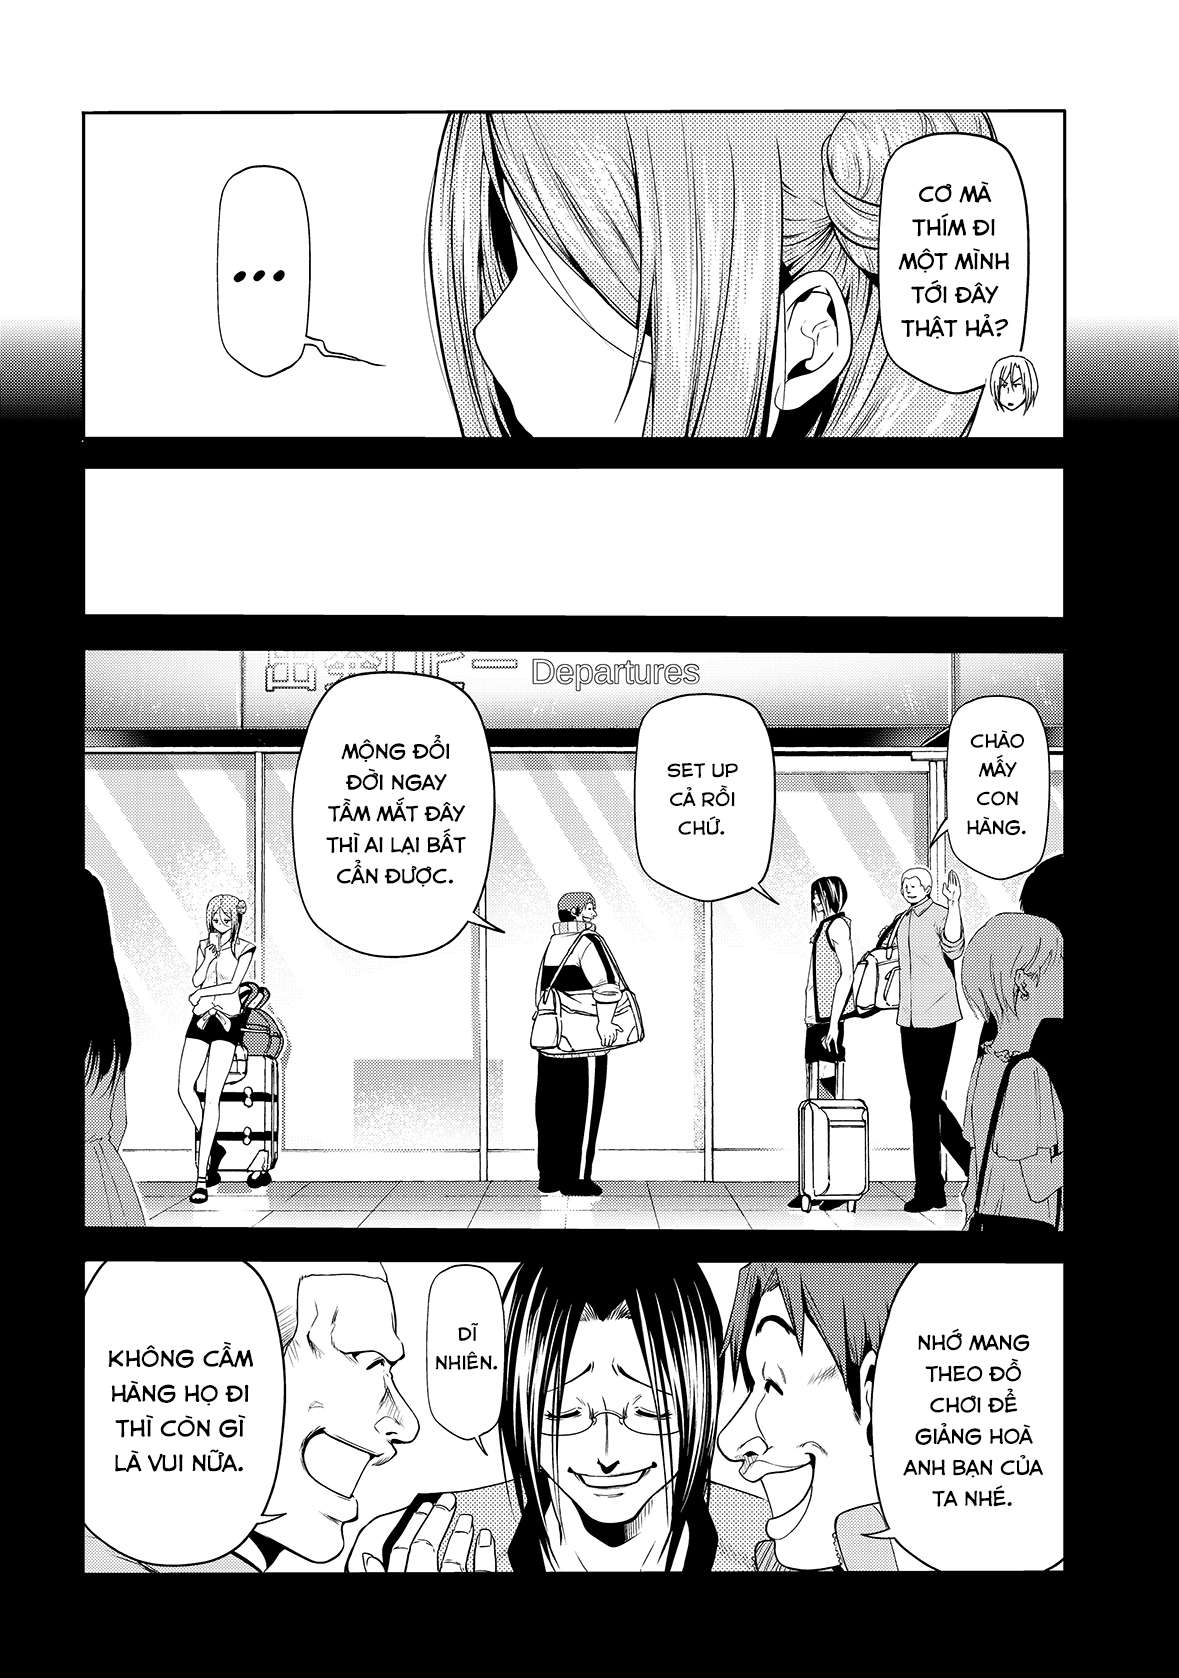 CƠ MÀ
THÍM ĐI
MỘT MÌNH
TỚI ĐÂY
THẬT HẢ?
...
Departures
CHÀO
MẤY
CON
HÀNG.
SET UP
CẢ RỒI
CHỨ.
MỘNG ĐỔI
ĐỜI NGAY
TẦM MẮT ĐÂY
THÌ AI LẠI BẤT
CẨN ĐƯỢC.
NHỚ MANG
THEO ĐỒ
CHƠI ĐỂ
GIẢNG HOÀ
ANH BẠN CỦA
TA NHÉ.
DĨ
NHIÊN.
KHÔNG CẦM
HÀNG HỌ ĐI
THÌ CÒN GÌ
LÀ VUI NỮA.